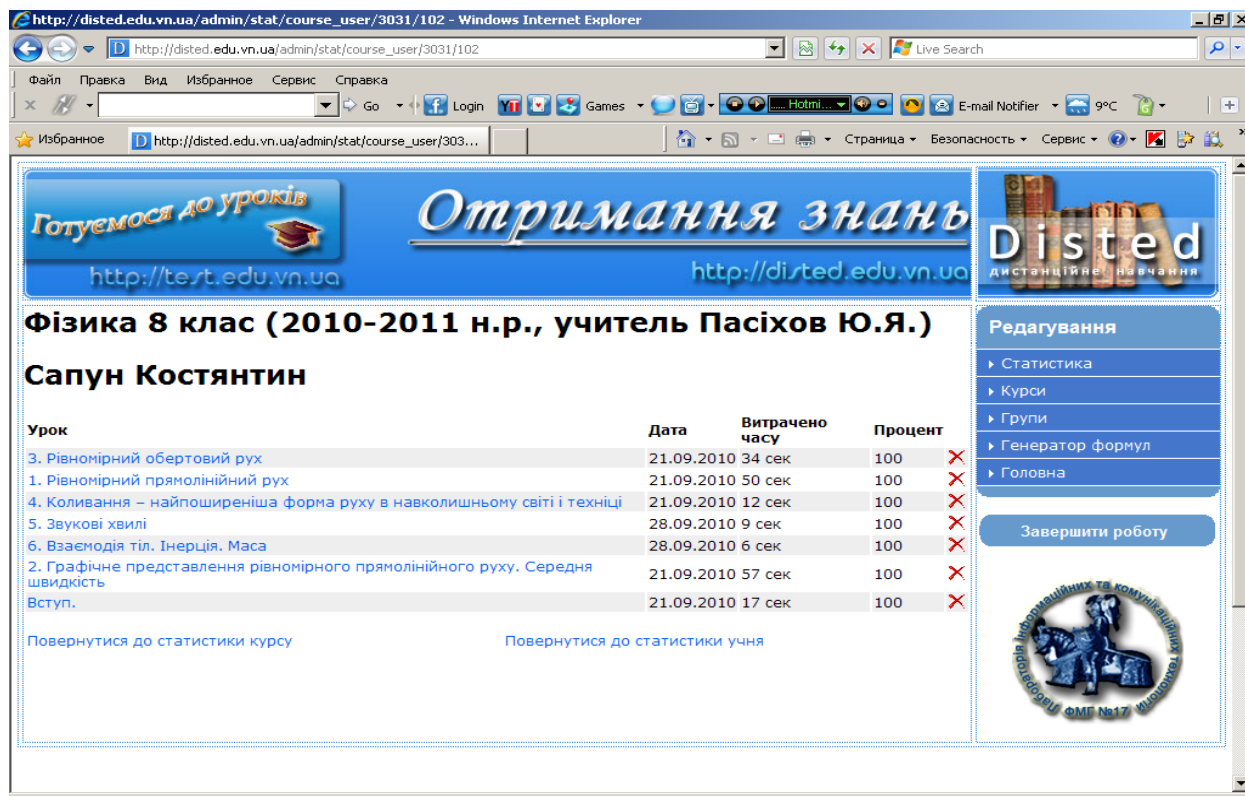 http://disted.edu.vn.ua/admin/stat/course_user/3031/102 - Windows Internet Explorer
http://disted.edu.vn.ua/admin/stat/course_user/3031/102
Live Search
Файл Правка Вид Избранное Сервис Справка
Go Login Games .... Hotmi... E-mail Notifier 9°C
Избранное http://disted.edu.vn.ua/admin/stat/course_user/303... Страница Безопасность Сервис
Готуємося до уроків
http://test.edu.vn.ua
Отримання знань
http://disted.edu.vn.ua
Disted
дистанційне навчання
Фізика 8 клас (2010-2011 н.р., учитель Пасіхов Ю.Я.)
Сапун Костянтин
Урок Дата Витрачено часу Процент
3. Рівномірний обертовий рух 21.09.2010 34 сек 100
1. Рівномірний прямолінійний рух 21.09.2010 50 сек 100
4. Коливання – найпоширеніша форма руху в навколишньому світі і техніці 21.09.2010 12 сек 100
5. Звукові хвилі 28.09.2010 9 сек 100
6. Взаємодія тіл. Інерція. Маса 28.09.2010 6 сек 100
2. Графічне представлення рівномірного прямолінійного руху. Середня
швидкість 21.09.2010 57 сек 100
Вступ. 21.09.2010 17 сек 100
Повернутися до статистики курсу Повернутися до статистики учня
Редагування
Статистика
Курси
Групи
Генератор формул
Головна
Завершити роботу
Лабораторія інформаційних та комунікаційних технологій
ФМГ №17